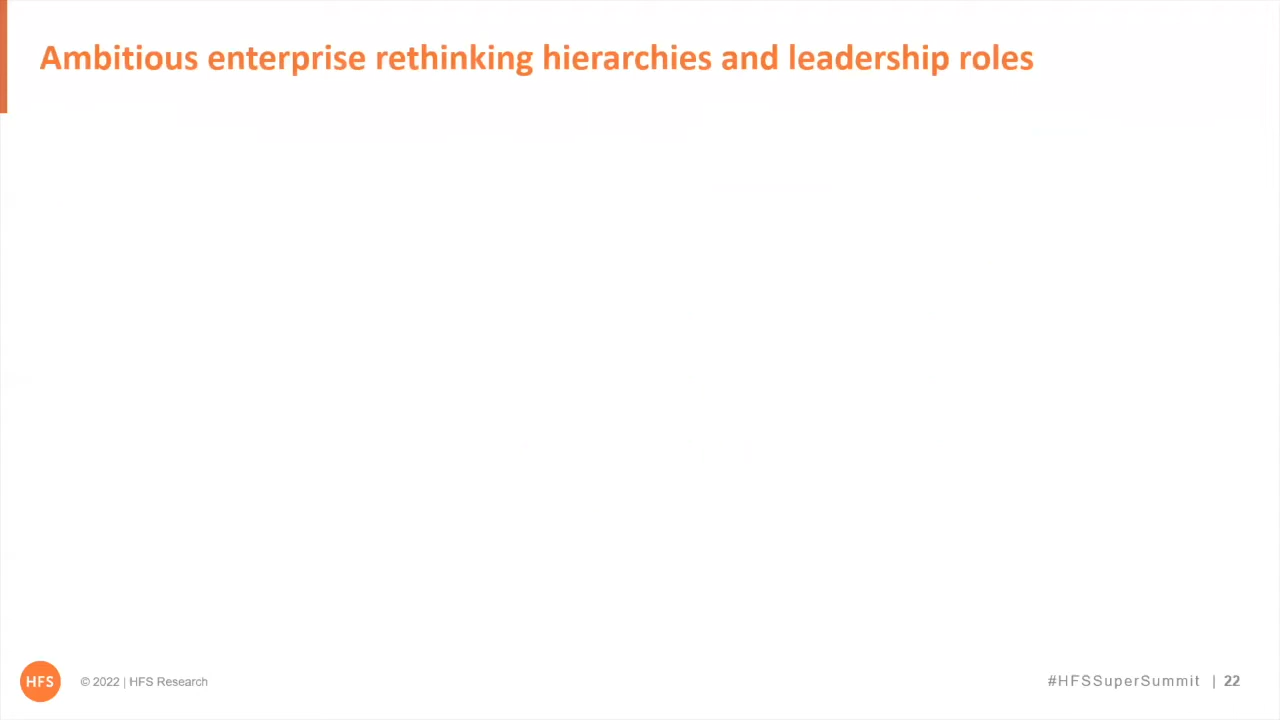 Ambitious enterprise rethinking hierarchies and leadership roles
HFS
© 2022 | HFS Research
#HFSSuperSummit | 22